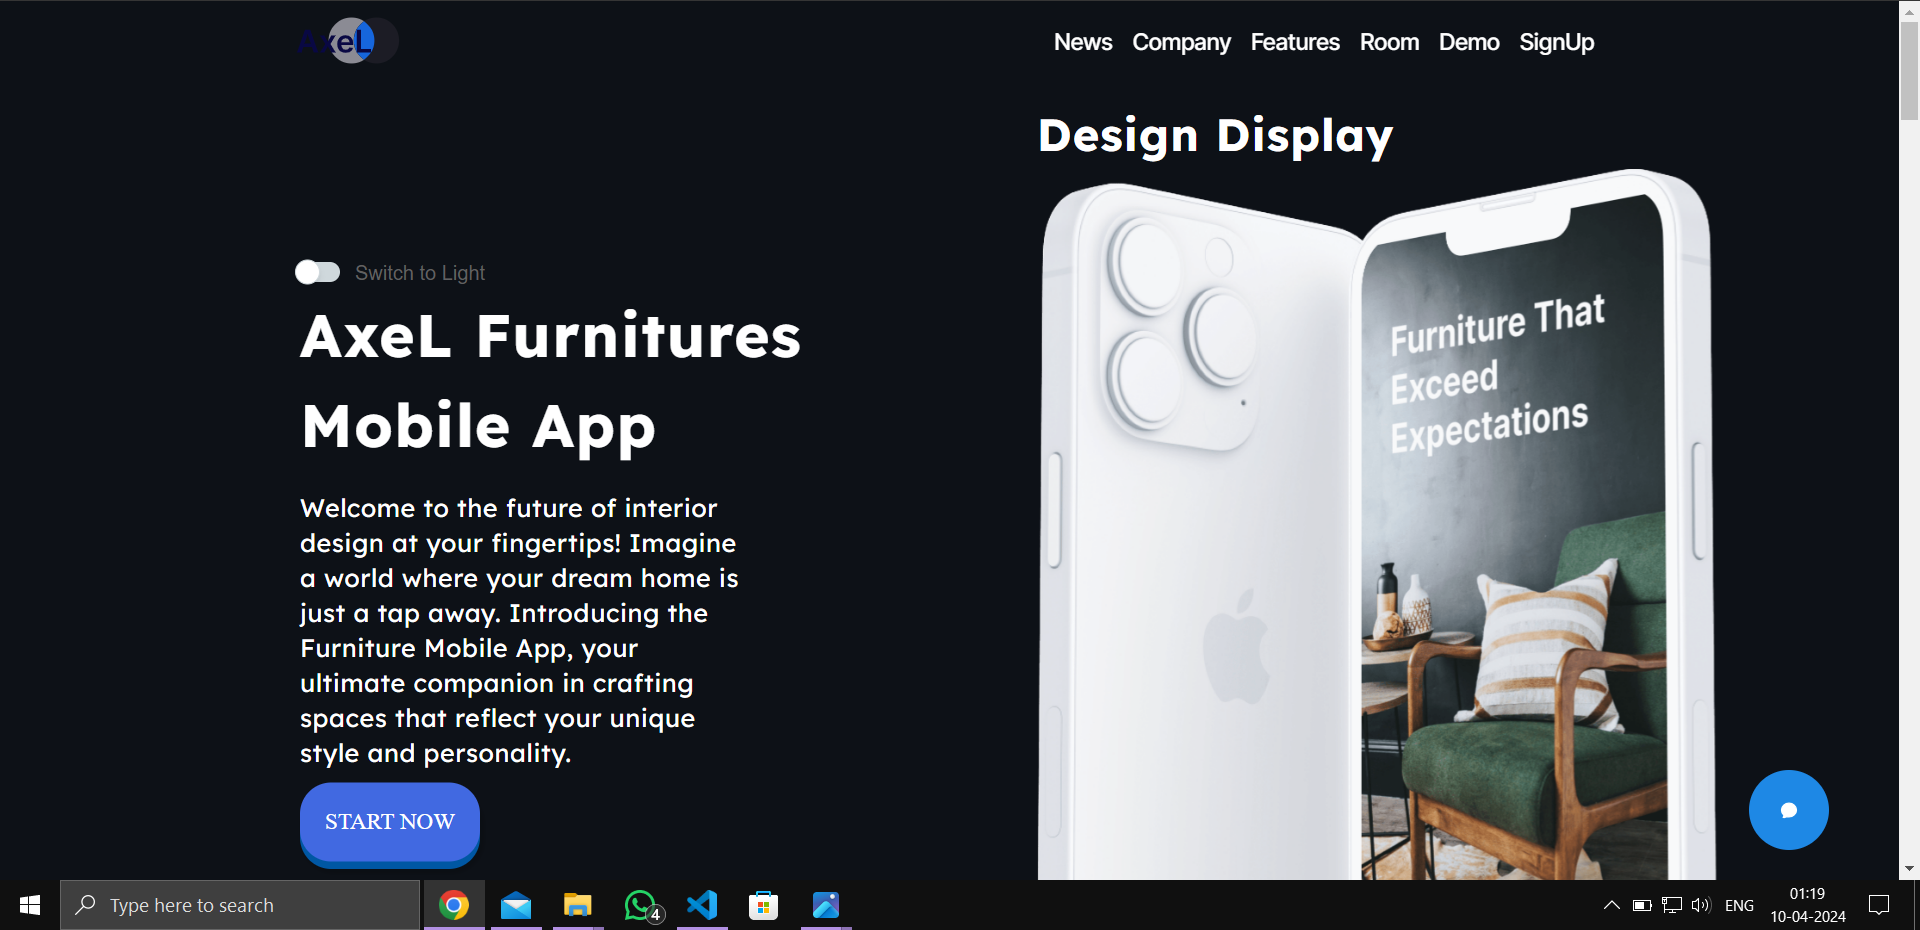 AxeL
News Company Features Room Demo SignUp
Design Display
Switch to Light
AxeL Furnitures
Mobile App
Welcome to the future of interior
design at your fingertips! Imagine
a world where your dream home is
just a tap away. Introducing the
Furniture Mobile App, your
ultimate companion in crafting
spaces that reflect your unique
style and personality.
START NOW
Furniture That
Exceed
Expectations
Type here to search
4
ENG
01:19
10-04-2024